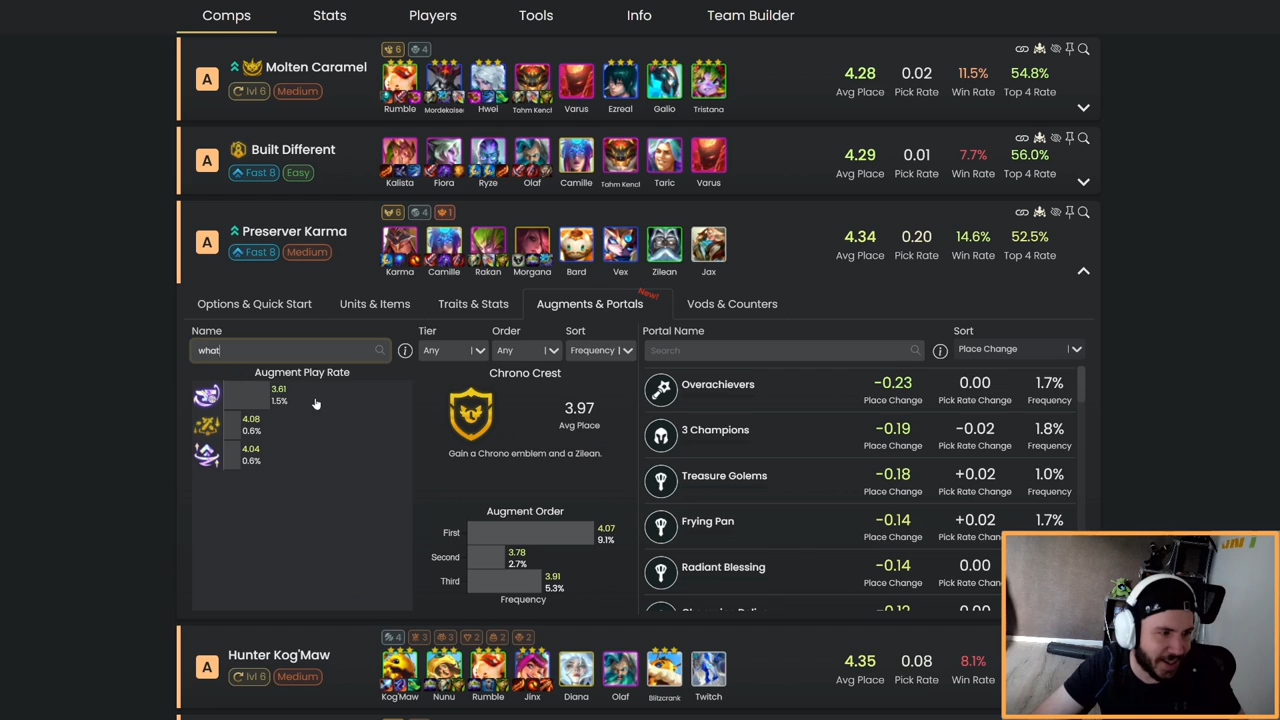 Comps Stats Players Tools Info Team Builder
6 4
A Molten Caramel
lvl 6 Medium
Rumble Mordekaise Hwei Tahm Kencl Varus Ezreal Galio Tristana
4.28 0.02 11.5% 54.8%
Avg Place Pick Rate Win Rate Top 4 Rate
A Built Different
Fast 8 Easy
Kalista Fiora Ryze Olaf Camille Tahm Kencl Taric Varus
4.29 0.01 7.7% 56.0%
Avg Place Pick Rate Win Rate Top 4 Rate
6 4 1
A Preserver Karma
Fast 8 Medium
Karma Camille Rakan Morgana Bard Vex Zilean Jax
4.34 0.20 14.6% 52.5%
Avg Place Pick Rate Win Rate Top 4 Rate
Options & Quick Start Units & Items Traits & Stats Augments & Portals New! Vods & Counters
Name Tier Order Sort
what Any Any Frequency
Augment Play Rate
3.61
1.5%
4.08
0.6%
4.04
0.6%
Chrono Crest
3.97
Avg Place
Gain a Chrono emblem and a Zilean.
Augment Order
First 4.07
9.1%
Second 3.78
2.7%
Third 3.91
5.3%
Frequency
Portal Name Sort
Search Place Change
Overachievers -0.23 0.00 1.7%
Place Change Pick Rate Change Frequency
3 Champions -0.19 -0.02 1.8%
Place Change Pick Rate Change Frequency
Treasure Golems -0.18 +0.02 1.0%
Place Change Pick Rate Change Frequency
Frying Pan -0.14 +0.02 1.7%
Place Change Pick Rate Change
Radiant Blessing -0.14 0.00
Place Change Pick Rate Change
4 3 3 2 2 2
A Hunter Kog'Maw
lvl 6 Medium
Kog'Maw Nunu Rumble Jinx Diana Olaf Blitzcrank Twitch
4.35 0.08 8.1%
Avg Place Pick Rate Win Rate